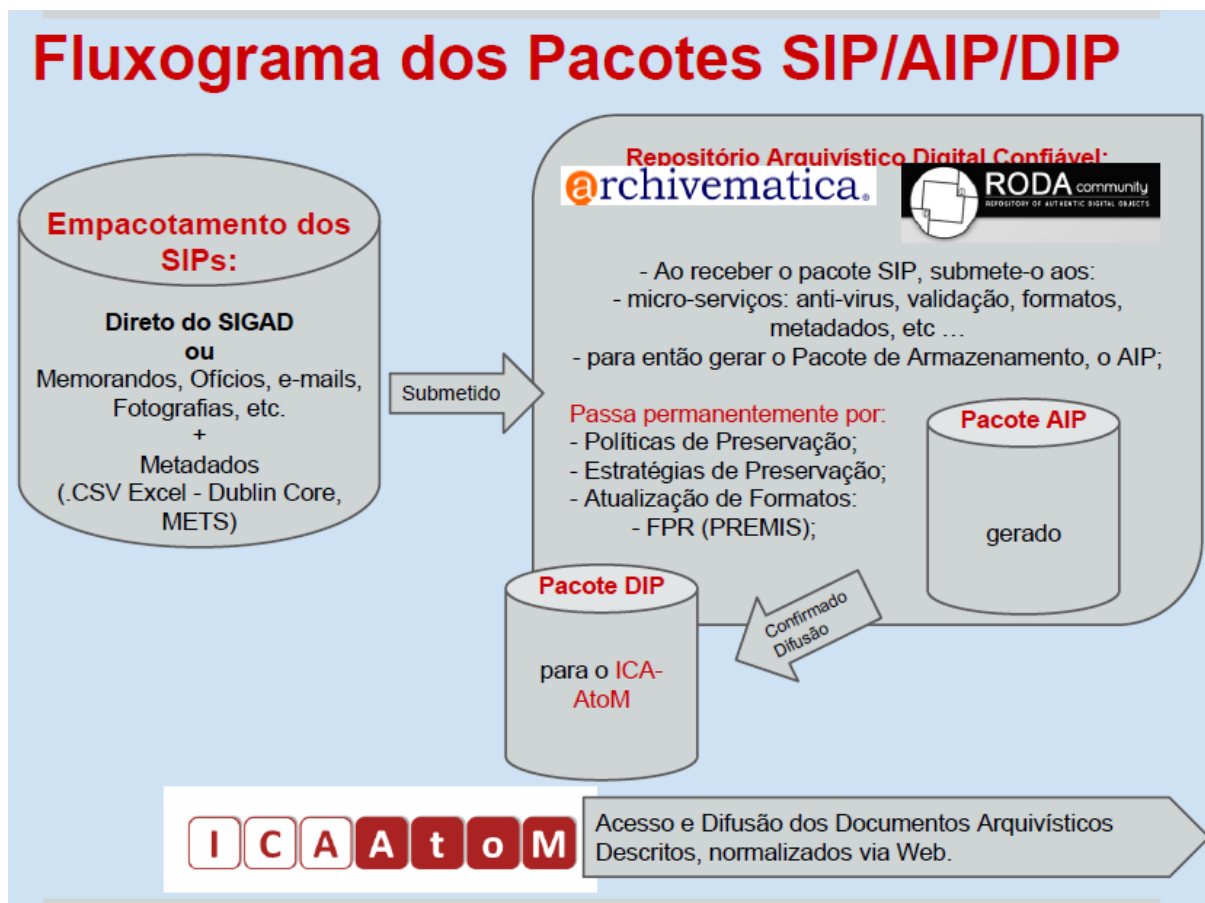 Fluxograma dos Pacotes SIP/AIP/DIP
Empacotamento dos
SIPs:
Direto do SIGAD
ou
Memorandos, Ofícios, e-mails,
Fotografias, etc.
+
Metadados
(.CSV Excel - Dublin Core,
METS)
Submetido
Repositório Arquivístico Digital Confiável:
archivematica®
RODA community
REPOSITORY OF AUTHENTIC DIGITAL OBJECTS
- Ao receber o pacote SIP, submete-o aos:
- micro-serviços: anti-virus, validação, formatos,
metadados, etc ...
- para então gerar o Pacote de Armazenamento, o AIP;
Passa permanentemente por:
- Políticas de Preservação;
- Estratégias de Preservação;
- Atualização de Formatos:
- FPR (PREMIS);
Pacote AIP
gerado
Confirmado
Difusão
Pacote DIP
para o ICA-
AtoM
ICAAtoM
Acesso e Difusão dos Documentos Arquivísticos
Descritos, normalizados via Web.